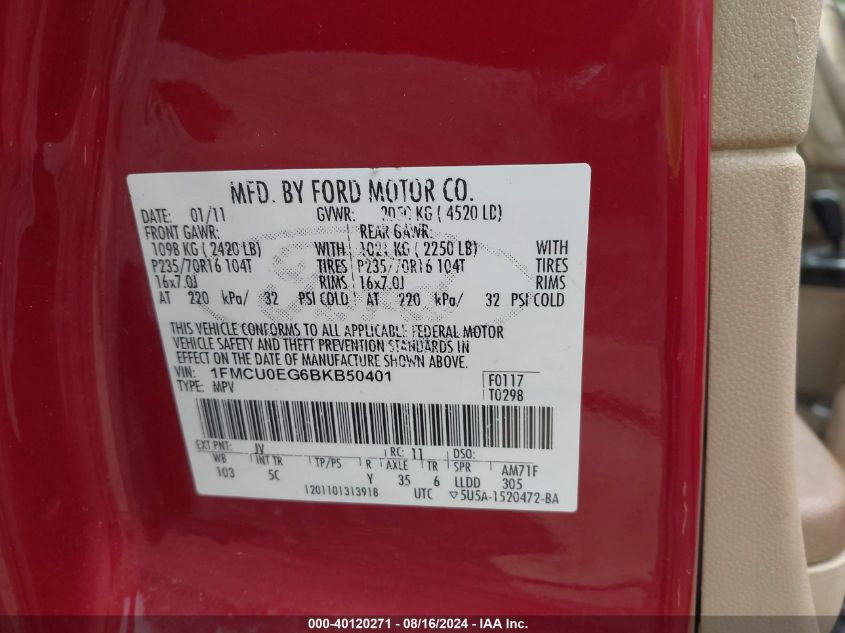 MFD. BY FORD MOTOR CO.
DATE: 01/11 GVWR: KG ( 4520 LB)
FRONT GAWR: REAR GAWR:
1098 KG ( 2420 LB) WITH 1021 KG ( 2250 LB) WITH
P235/70R16 104T TIRES P235/70R16 104T TIRES
16x7.0J RIMS 16x7.0J RIMS
AT 220 kPa/ 32 PSI COLD AT 220 kPa/ 32 PSI COLD
THIS VEHICLE CONFORMS TO ALL APPLICABLE FEDERAL MOTOR
VEHICLE SAFETY AND THEFT PREVENTION STANDARDS IN
EFFECT ON THE DATE OF MANUFACTURE SHOWN ABOVE.
VIN: 1FMCU0EG6BKB50401 F0117
TYPE: MPV T0298
EXT PNT: JV RC: 11 DSO:
WB INT TR TP/PS R AXLE TR SPR AM71F
103 5C Y 35 6 LLDD 305
1201101313918 UTC ▽5U5A-1520472-BA
000-40120271 - 08/16/2024 - IAA Inc.